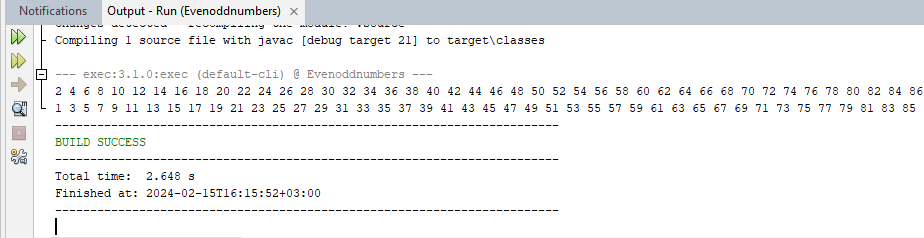 Notifications
Output - Run (Evenoddnumbers) ×
Changes detected - recompiling the module! :source
Compiling 1 source file with javac [debug target 21] to target\classes
--- exec:3.1.0:exec (default-cli) @ Evenoddnumbers ---
2 4 6 8 10 12 14 16 18 20 22 24 26 28 30 32 34 36 38 40 42 44 46 48 50 52 54 56 58 60 62 64 66 68 70 72 74 76 78 80 82 84 86
1 3 5 7 9 11 13 15 17 19 21 23 25 27 29 31 33 35 37 39 41 43 45 47 49 51 53 55 57 59 61 63 65 67 69 71 73 75 77 79 81 83 85
------------------------------------------------------------------------
BUILD SUCCESS
------------------------------------------------------------------------
Total time:  2.648 s
Finished at: 2024-02-15T16:15:52+03:00
------------------------------------------------------------------------